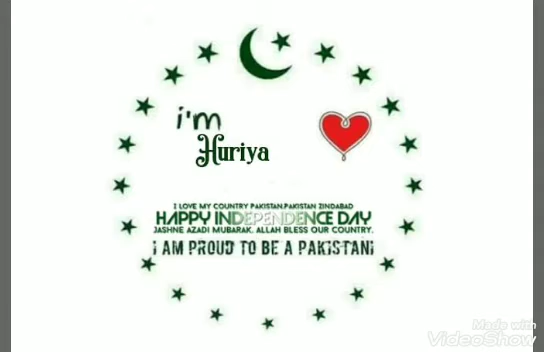 i'm
Huriya
I LOVE MY COUNTRY PAKISTAN.PAKISTAN ZINDABAD
HAPPY INDEPENDENCE DAY
JASHNE AZADI MUBARAK. ALLAH BLESS OUR COUNTRY.
I AM PROUD TO BE A PAKISTANI
Made with
VideoShow